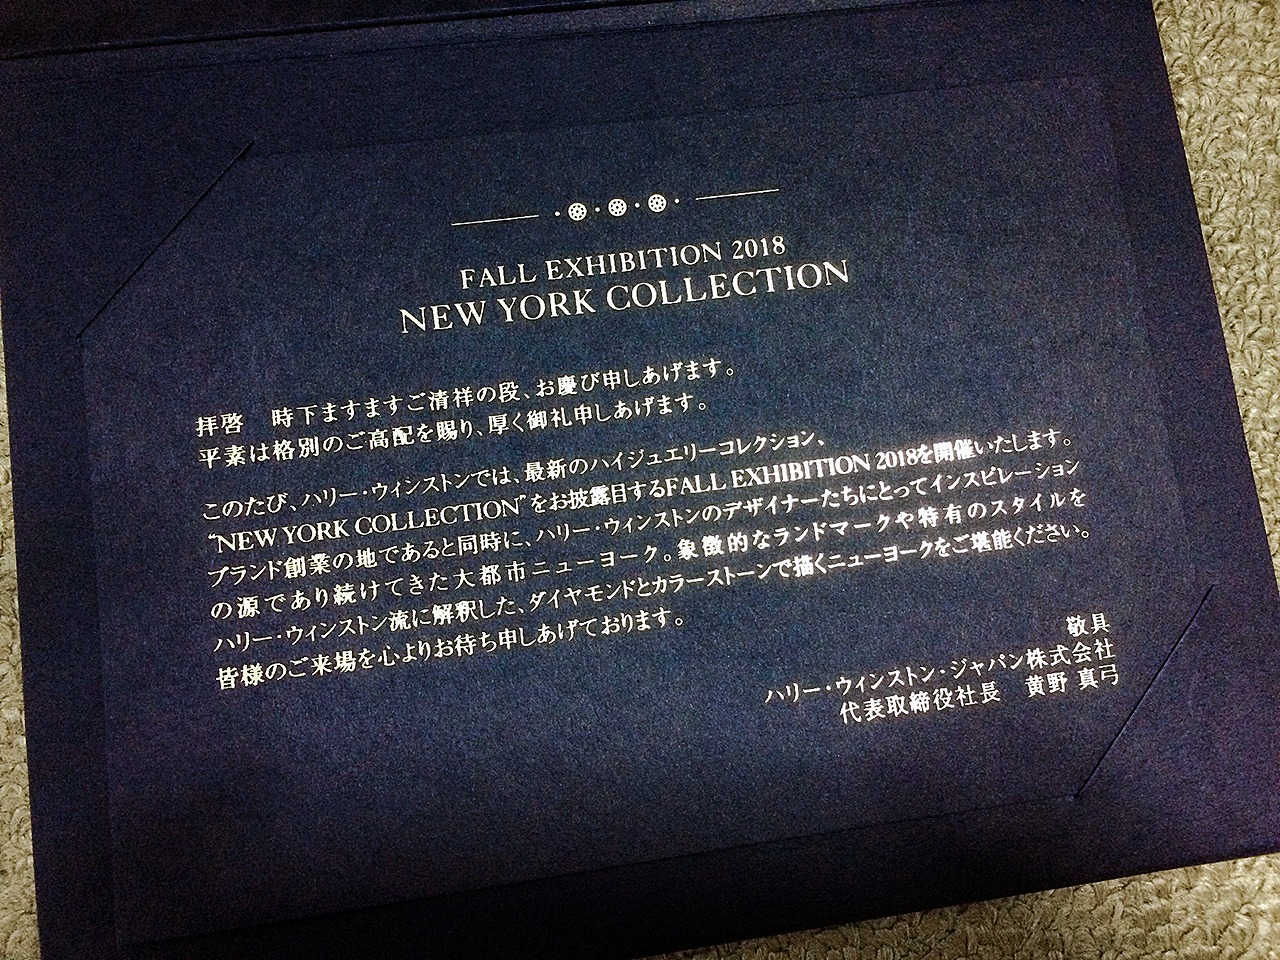 FALL EXHIBITION 2018
NEW YORK COLLECTION
拝啓　時下ますますご清祥の段、お慶び申しあげます。
平素は格別のご高配を賜り、厚く御礼申しあげます。
このたび、ハリー・ウィンストンでは、最新のハイジュエリーコレクション、
“NEW YORK COLLECTION”をお披露目するFALL EXHIBITION 2018を開催いたします。
ブランド創業の地であると同時に、ハリー・ウィンストンのデザイナーたちにとってインスピレーション
の源であり続けてきた大都市ニューヨーク。象徴的なランドマークや特有のスタイルを
ハリー・ウィンストン流に解釈した、ダイヤモンドとカラーストーンで描くニューヨークをご堪能ください。
皆様のご来場を心よりお待ち申しあげております。
敬具
ハリー・ウィンストン・ジャパン株式会社
代表取締役社長　黄野 真弓